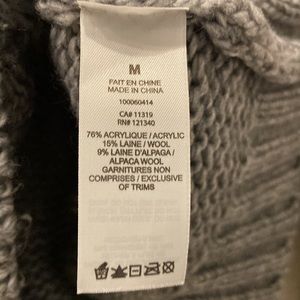 M
FAIT EN CHINE
MADE IN CHINA
100060414
CA# 11319
RN# 121340
76% ACRYLIQUE / ACRYLIC
15% LAINE / WOOL
9% LAINE D'ALPAGA /
ALPACA WOOL
GARNITURES NON
COMPRISES / EXCLUSIVE
OF TRIMS